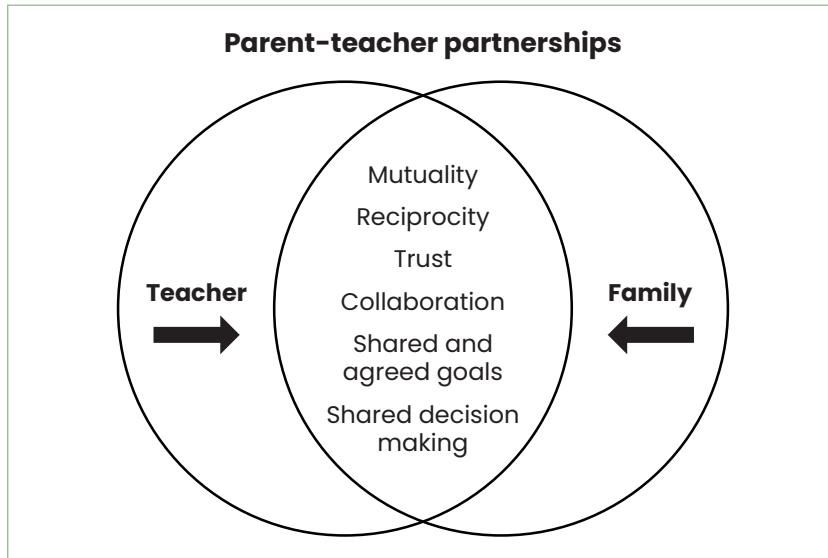 Parent-teacher partnerships
Mutuality
Reciprocity
Trust
Teacher
Family
Collaboration
Shared and
agreed goals
Shared decision
making